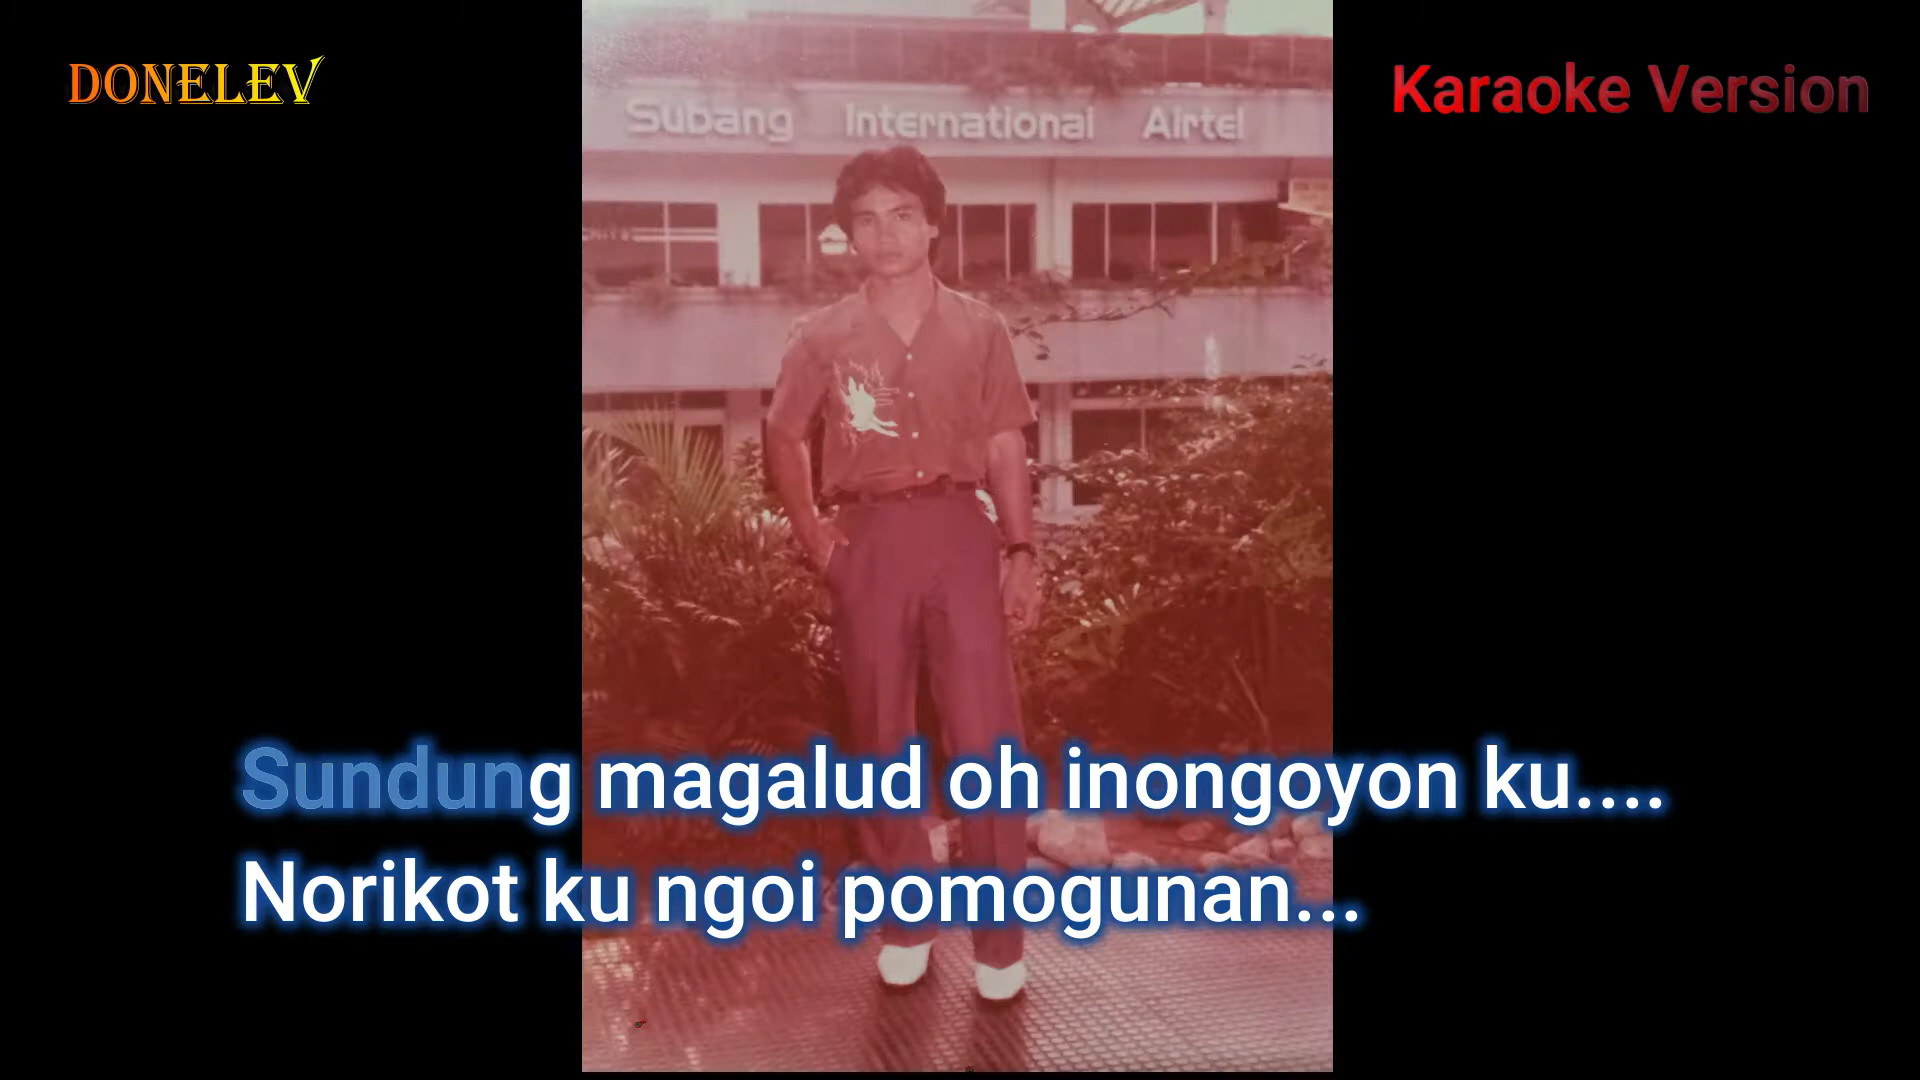 DONELEV
Karaoke Version
Subang International Airtel
Sundung magalud oh inongoyon ku....
Norikot ku ngoi pomogunan...